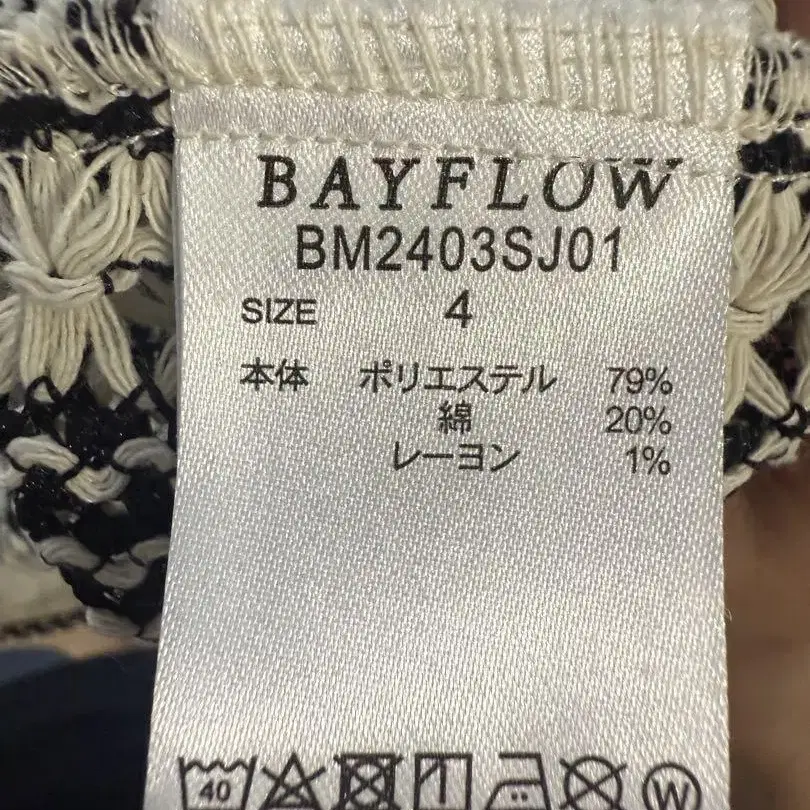 BAYFLOW
BM2403SJ01
SIZE 4
本体 ポリエステル 79%
綿 20%
レーヨン 1%
40 W